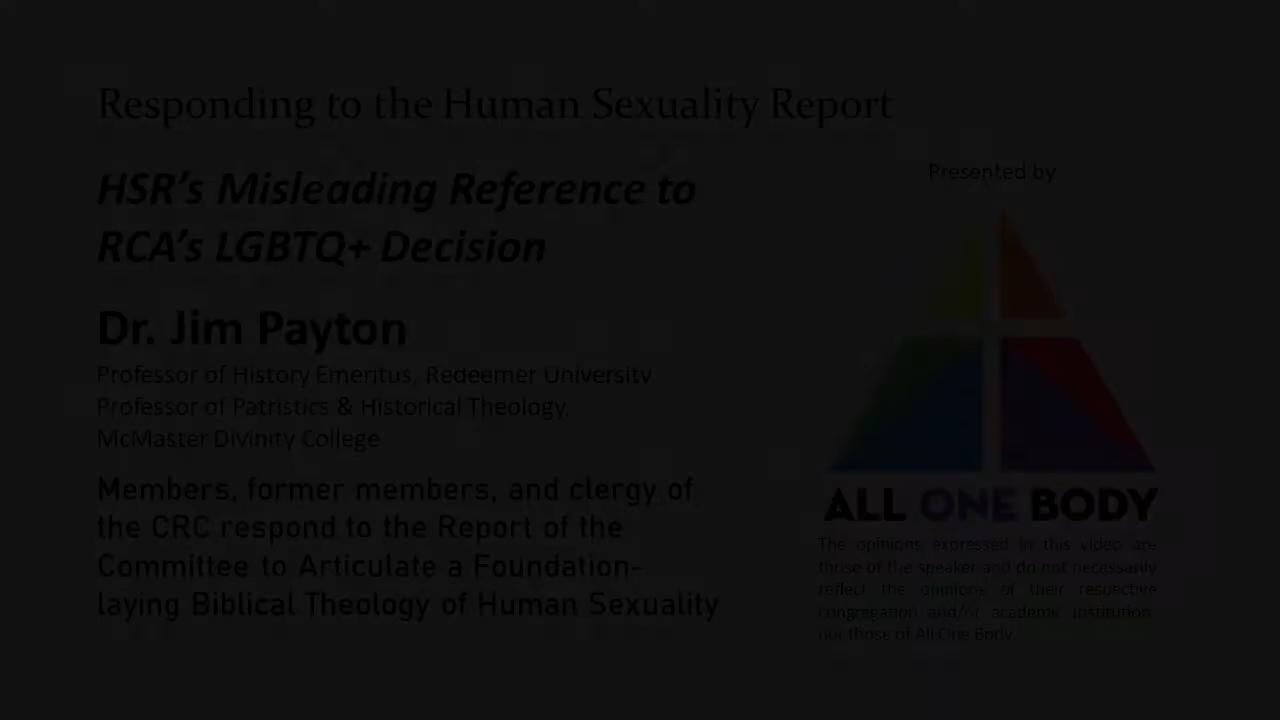 Responding to the Human Sexuality Report
HSR's Misleading Reference to
RCA's LGBTQ+ Decision
Dr. Jim Payton
Professor of History Emeritus, Redeemer University
Professor of Patristics & Historical Theology,
McMaster Divinity College
Members, former members, and clergy of
the CRC respond to the Report of the
Committee to Articulate a Foundation-
laying Biblical Theology of Human Sexuality
Presented by
ALL ONE BODY
The opinions expressed in this video are
those of the speaker and do not necessarily
reflect the opinions of their respective
congregation and/or academic institution,
nor those of All One Body.